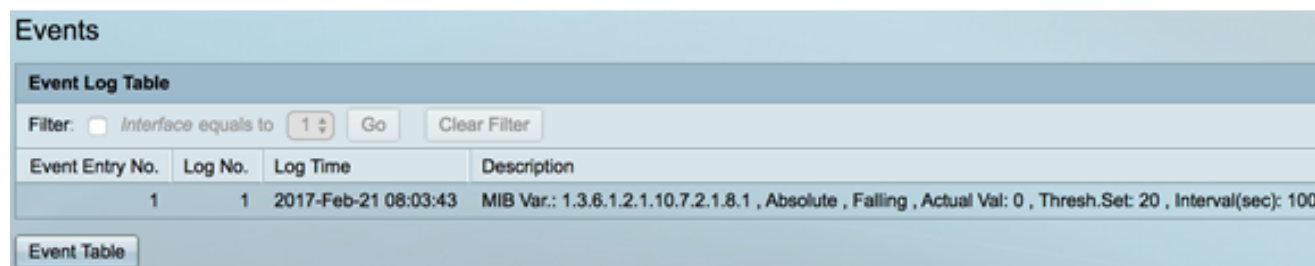 Events
Event Log Table
Filter: Interface equals to 1 Go Clear Filter
Event Entry No. Log No. Log Time Description
1 1 2017-Feb-21 08:03:43 MIB Var.: 1.3.6.1.2.1.10.7.2.1.8.1 , Absolute , Falling , Actual Val: 0 , Thresh.Set: 20 , Interval(sec): 100
Event Table